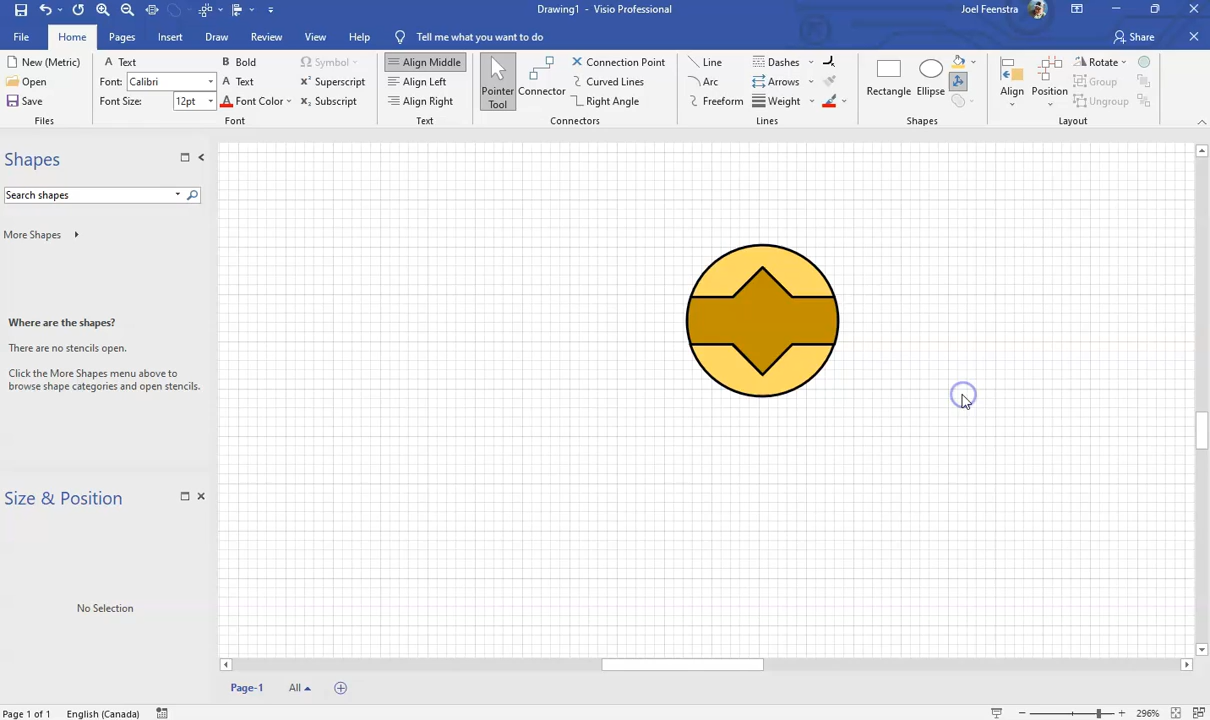 Drawing1 - Visio Professional
Joel Feenstra
File Home Pages Insert Draw Review View Help Tell me what you want to do Share
New (Metric) Text Bold Symbol Align Middle Connection Point Line Dashes Rotate
Open Font: Calibri Text Superscript Align Left Pointer Tool Connector Curved Lines Arc Arrows Rectangle Ellipse Align Position Group
Save Font Size: 12pt Font Color Subscript Align Right Right Angle Freeform Weight Ungroup
Files Font Text Connectors Lines Shapes Layout
Shapes
Search shapes
More Shapes
Where are the shapes?
There are no stencils open.
Click the More Shapes menu above to
browse shape categories and open stencils.
Size & Position
No Selection
Page-1 All
Page 1 of 1 English (Canada) 296%